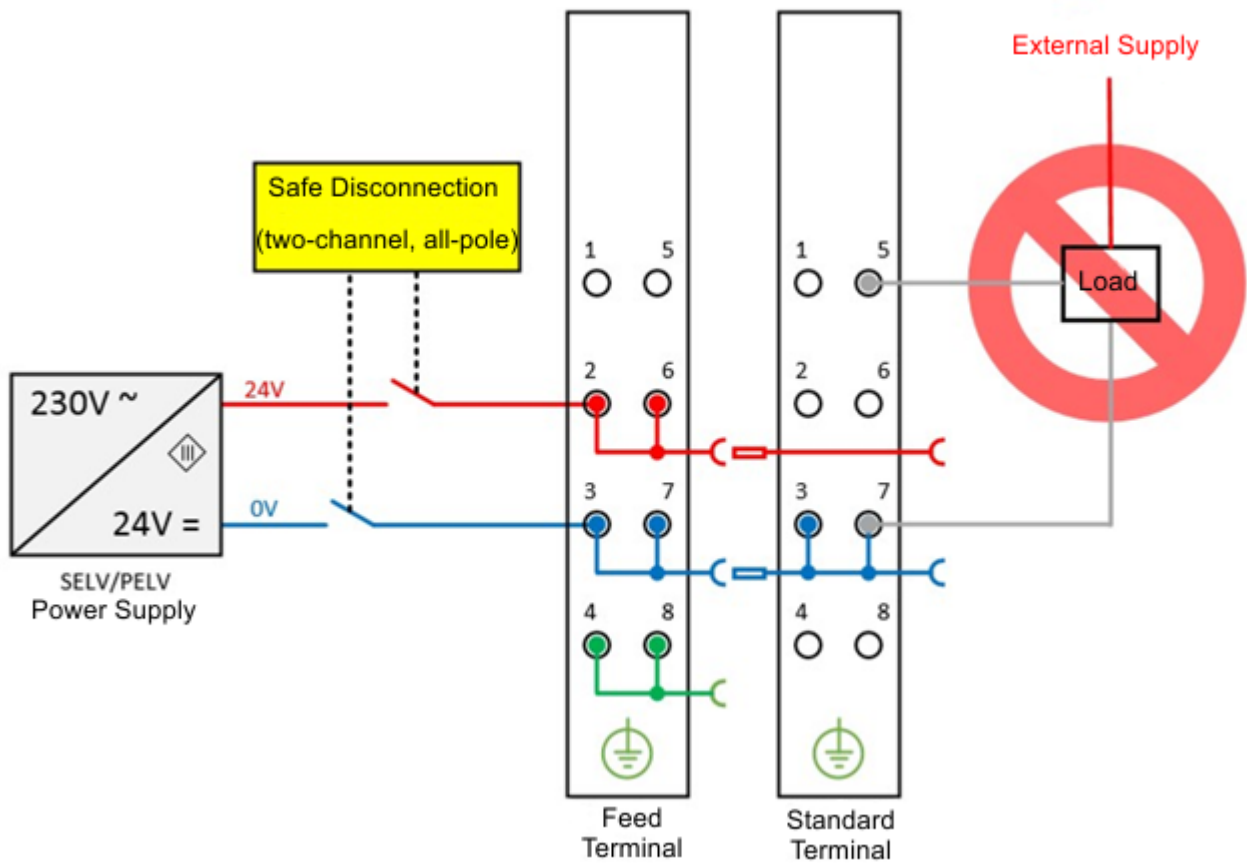 External Supply
Safe Disconnection
(two-channel, all-pole)
1 5
1 5
Load
230V ~
24V
2 6
2 6
III
24V =
0V
3 7
3 7
SELV/PELV
Power Supply
4 8
4 8
Feed
Terminal
Standard
Terminal